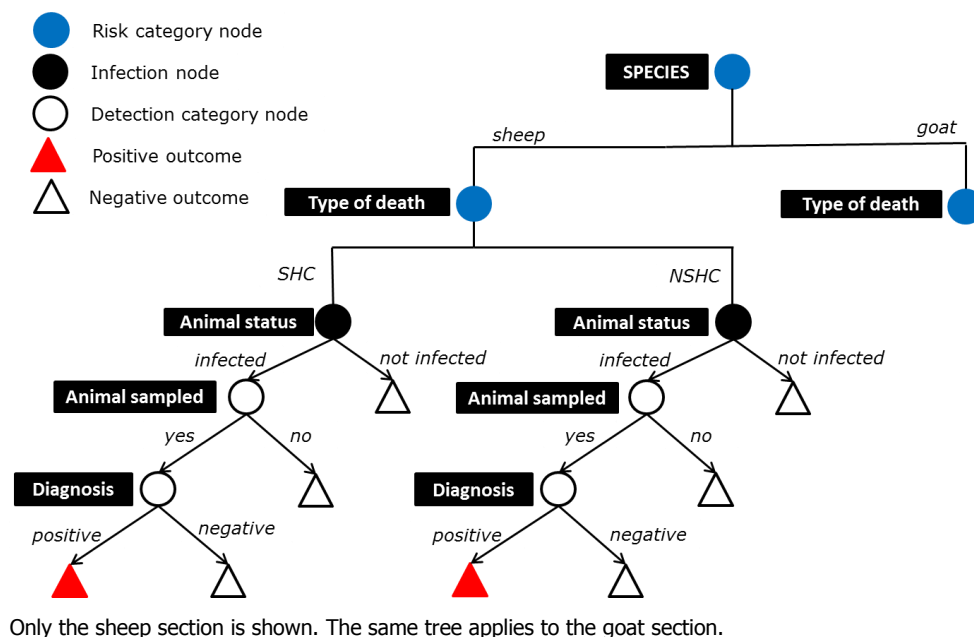 Risk category node
Infection node
Detection category node
Positive outcome
Negative outcome
SPECIES
sheep
goat
Type of death
Type of death
SHC
NSHC
Animal status
Animal status
infected
not infected
infected
not infected
Animal sampled
Animal sampled
yes
no
yes
no
Diagnosis
Diagnosis
positive
negative
positive
negative
Only the sheep section is shown. The same tree applies to the goat section.